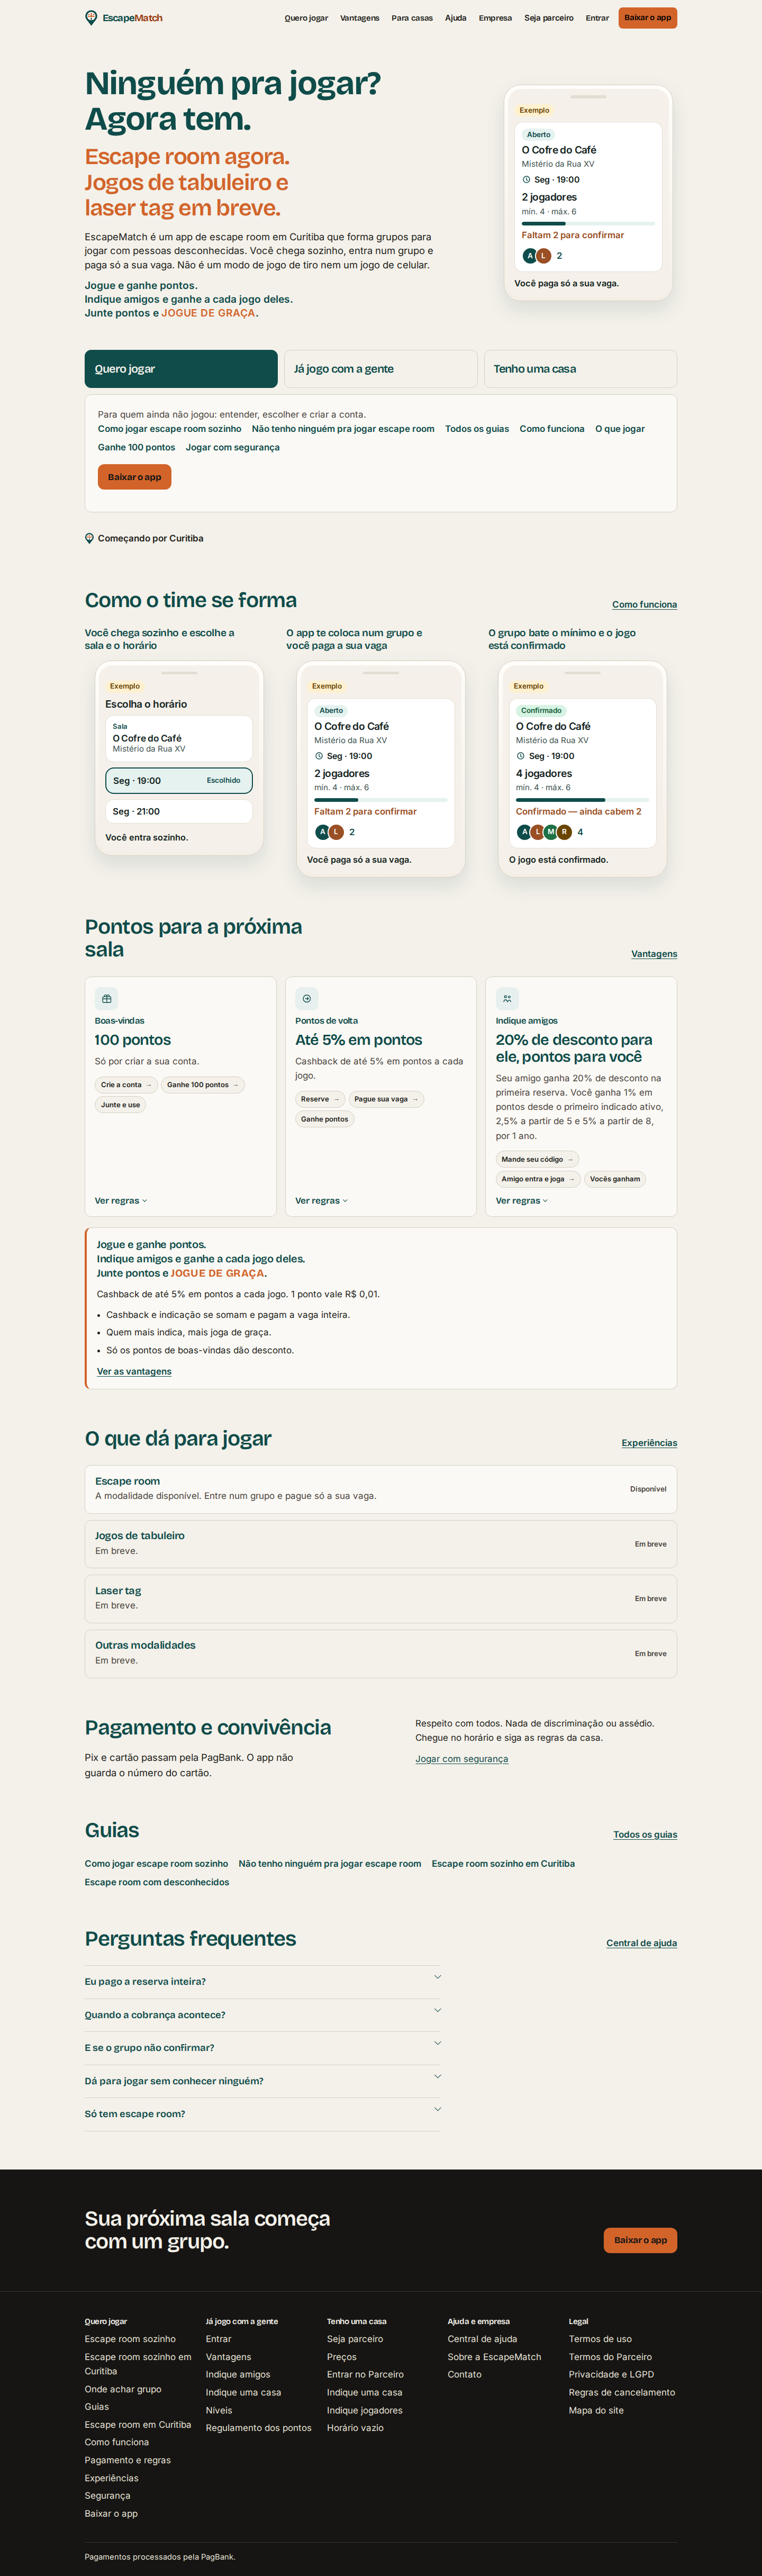 EscapeMatch
Quero jogar
Vantagens
Para casas
Ajuda
Empresa
Seja parceiro
Entrar
Baixar o app
Ninguém pra jogar?
Agora tem.
Escape room agora.
Jogos de tabuleiro e
laser tag em breve.
EscapeMatch é um app de escape room em Curitiba que forma grupos para
jogar com pessoas desconhecidas. Você chega sozinho, entra num grupo e
paga só a sua vaga. Não é um modo de jogo de tiro nem um jogo de celular.
Jogue e ganhe pontos.
Indique amigos e ganhe a cada jogo deles.
Junte pontos e JOGUE DE GRAÇA.
Exemplo
Aberto
O Cofre do Café
Mistério da Rua XV
Seg · 19:00
2 jogadores
mín. 4 · máx. 6
Faltam 2 para confirmar
A L 2
Você paga só a sua vaga.
Quero jogar
Já jogo com a gente
Tenho uma casa
Para quem ainda não jogou: entender, escolher e criar a conta.
Como jogar escape room sozinho Não tenho ninguém pra jogar escape room Todos os guias Como funciona O que jogar
Ganhe 100 pontos Jogar com segurança
Baixar o app
Começando por Curitiba
Como o time se forma
Como funciona
Você chega sozinho e escolhe a
sala e o horário
Exemplo
Escolha o horário
Sala
O Cofre do Café
Mistério da Rua XV
Seg · 19:00 Escolhido
Seg · 21:00
Você entra sozinho.
O app te coloca num grupo e
você paga a sua vaga
Exemplo
Aberto
O Cofre do Café
Mistério da Rua XV
Seg · 19:00
2 jogadores
mín. 4 · máx. 6
Faltam 2 para confirmar
A L 2
Você paga só a sua vaga.
O grupo bate o mínimo e o jogo
está confirmado
Exemplo
Confirmado
O Cofre do Café
Mistério da Rua XV
Seg · 19:00
4 jogadores
mín. 4 · máx. 6
Confirmado — ainda cabem 2
A L M R 4
O jogo está confirmado.
Pontos para a próxima
sala
Vantagens
Boas-vindas
100 pontos
Só por criar a sua conta.
Crie a conta → Ganhe 100 pontos →
Junte e use
Ver regras
Pontos de volta
Até 5% em pontos
Cashback de até 5% em pontos a cada
jogo.
Reserve → Pague sua vaga →
Ganhe pontos
Ver regras
Indique amigos
20% de desconto para
ele, pontos para você
Seu amigo ganha 20% de desconto na
primeira reserva. Você ganha 1% em
pontos desde o primeiro indicado ativo,
2,5% a partir de 5 e 5% a partir de 8,
por 1 ano.
Mande seu código →
Amigo entra e joga → Vocês ganham
Ver regras
Jogue e ganhe pontos.
Indique amigos e ganhe a cada jogo deles.
Junte pontos e JOGUE DE GRAÇA.
Cashback de até 5% em pontos a cada jogo. 1 ponto vale R$ 0,01.
• Cashback e indicação se somam e pagam a vaga inteira.
• Quem mais indica, mais joga de graça.
• Só os pontos de boas-vindas dão desconto.
Ver as vantagens
O que dá para jogar
Experiências
Escape room
A modalidade disponível. Entre num grupo e pague só a sua vaga.
Disponível
Jogos de tabuleiro
Em breve.
Em breve
Laser tag
Em breve.
Em breve
Outras modalidades
Em breve.
Em breve
Pagamento e convivência
Pix e cartão passam pela PagBank. O app não
guarda o número do cartão.
Respeito com todos. Nada de discriminação ou assédio.
Chegue no horário e siga as regras da casa.
Jogar com segurança
Guias
Todos os guias
Como jogar escape room sozinho Não tenho ninguém pra jogar escape room Escape room sozinho em Curitiba
Escape room com desconhecidos
Perguntas frequentes
Central de ajuda
Eu pago a reserva inteira?
Quando a cobrança acontece?
E se o grupo não confirmar?
Dá para jogar sem conhecer ninguém?
Só tem escape room?
Sua próxima sala começa
com um grupo.
Baixar o app
Quero jogar
Escape room sozinho
Escape room sozinho em
Curitiba
Onde achar grupo
Guias
Escape room em Curitiba
Como funciona
Pagamento e regras
Experiências
Segurança
Baixar o app
Já jogo com a gente
Entrar
Vantagens
Indique amigos
Indique uma casa
Níveis
Regulamento dos pontos
Tenho uma casa
Seja parceiro
Preços
Entrar no Parceiro
Indique uma casa
Indique jogadores
Horário vazio
Ajuda e empresa
Central de ajuda
Sobre a EscapeMatch
Contato
Legal
Termos de uso
Termos do Parceiro
Privacidade e LGPD
Regras de cancelamento
Mapa do site
Pagamentos processados pela PagBank.